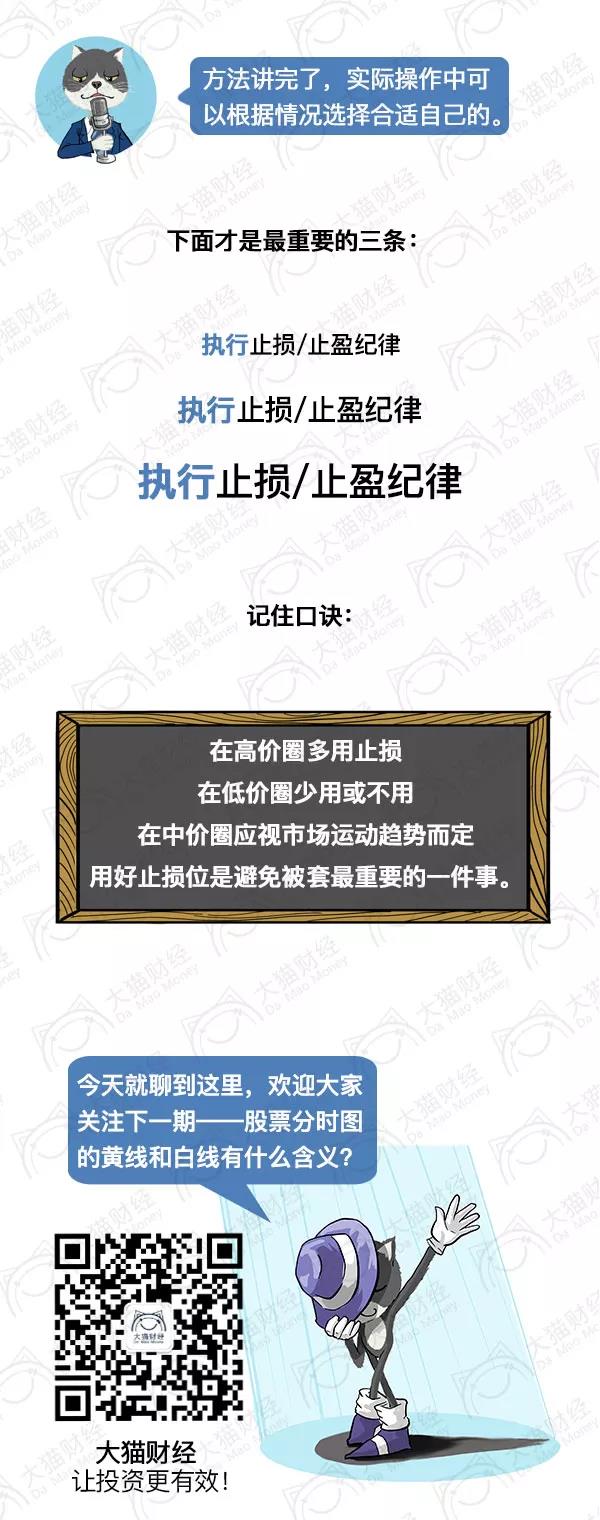 方法讲完了，实际操作中可
以根据情况选择合适自己的。
下面才是最重要的三条：
执行止损/止盈纪律
执行止损/止盈纪律
执行止损/止盈纪律
记住口诀：
在高价圈多用止损
在低价圈少用或不用
在中价圈应视市场运动趋势而定
用好止损位是避免被套最重要的一件事。
今天就聊到这里，欢迎大家
关注下一期——股票分时图
的黄线和白线有什么含义？
大猫财经
Da Mao Money
大猫财经
让投资更有效！